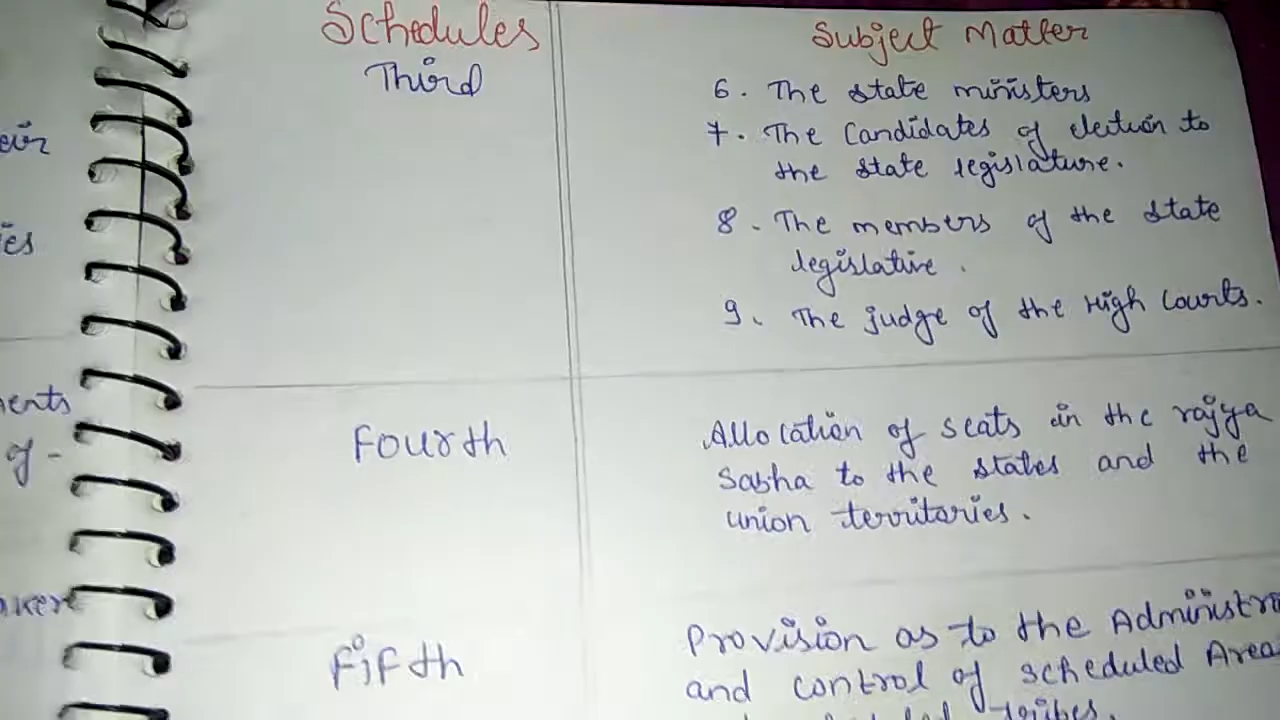 Schedules
Subject Matter
Third
6. The state ministers
7. The Candidates of election to
the state legislature.
8. The members of the state
legislative.
9. The judge of the High Courts.
Fourth
Allocation of seats in the rajya
Sabha to the states and the
union territories.
Fifth
Provision as to the Administra
and control of scheduled Area